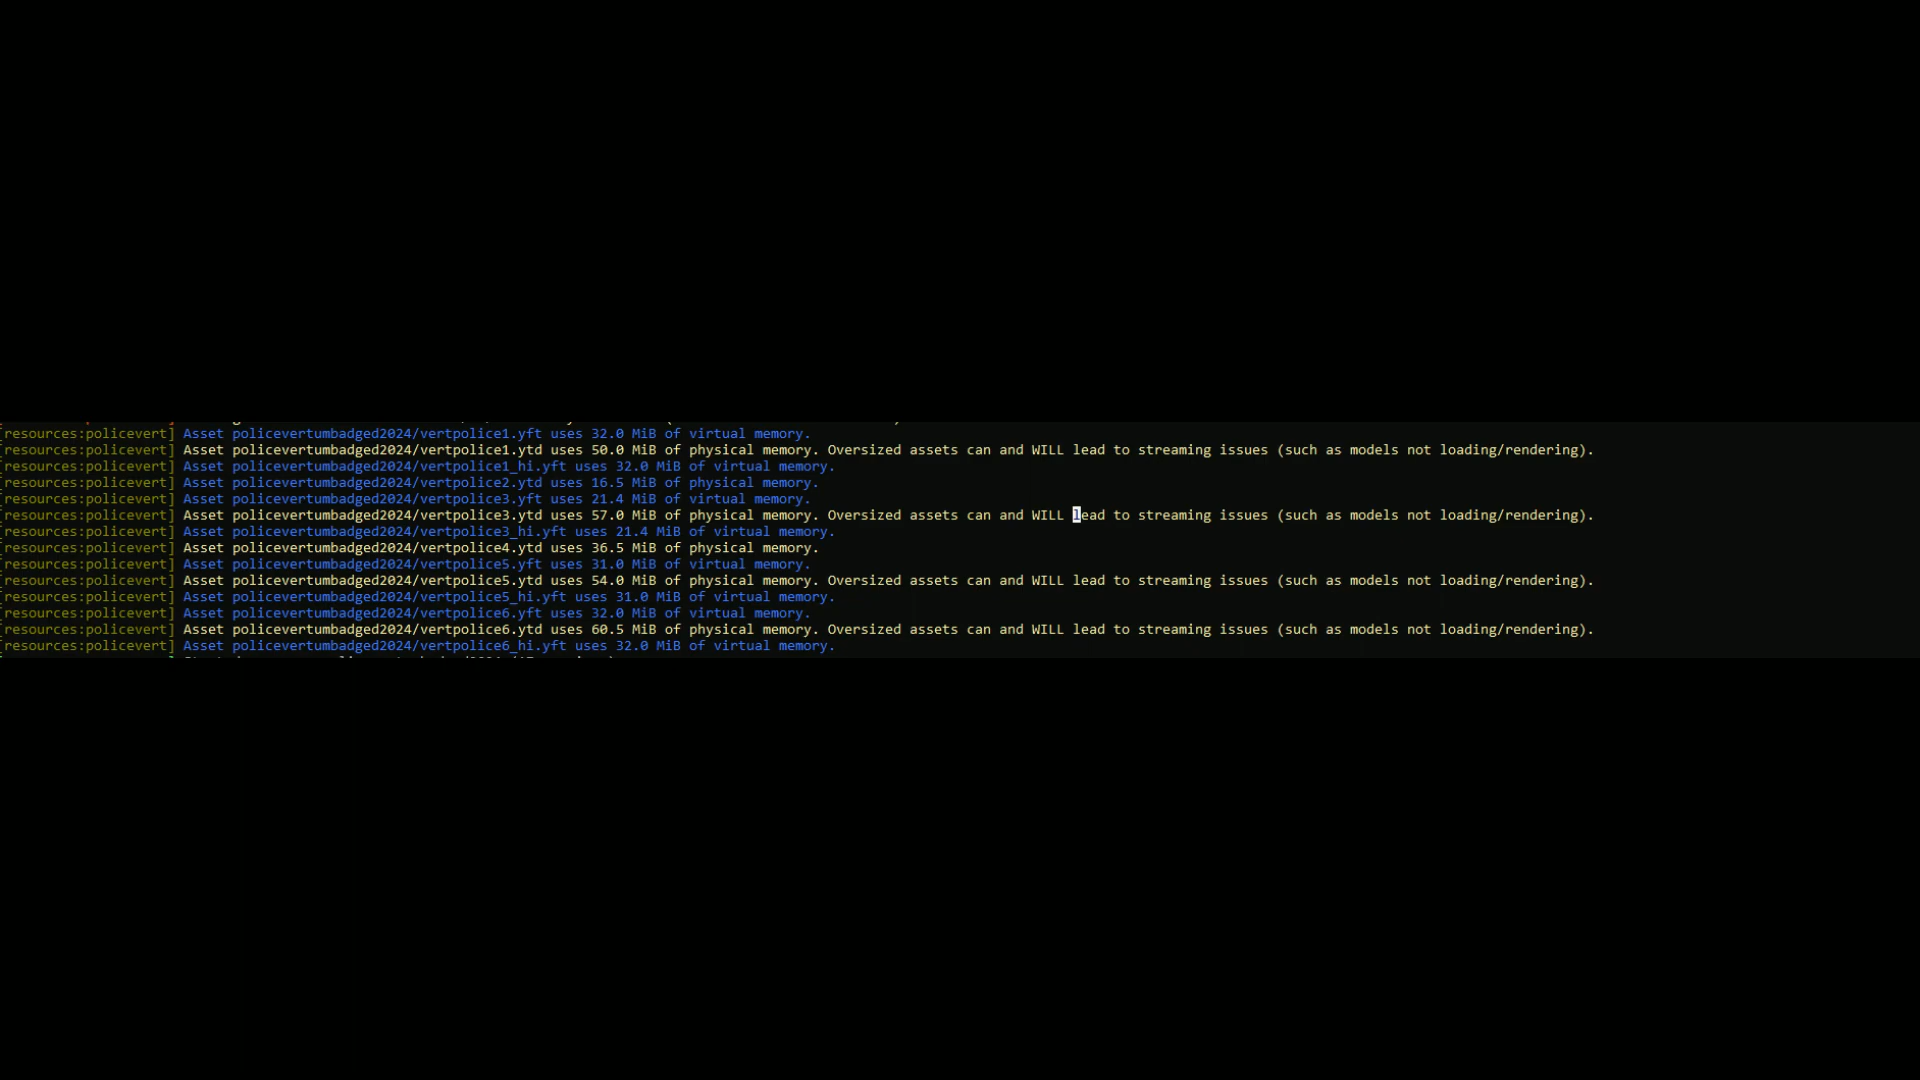 [resources:policevert] Asset policevertumbadged2024/vertpolice1.yft uses 32.0 MiB of virtual memory.
[resources:policevert] Asset policevertumbadged2024/vertpolice1.ytd uses 50.0 MiB of physical memory. Oversized assets can and WILL lead to streaming issues (such as models not loading/rendering).
[resources:policevert] Asset policevertumbadged2024/vertpolice1_hi.yft uses 32.0 MiB of virtual memory.
[resources:policevert] Asset policevertumbadged2024/vertpolice2.ytd uses 16.5 MiB of physical memory.
[resources:policevert] Asset policevertumbadged2024/vertpolice3.yft uses 21.4 MiB of virtual memory.
[resources:policevert] Asset policevertumbadged2024/vertpolice3.ytd uses 57.0 MiB of physical memory. Oversized assets can and WILL lead to streaming issues (such as models not loading/rendering).
[resources:policevert] Asset policevertumbadged2024/vertpolice3_hi.yft uses 21.4 MiB of virtual memory.
[resources:policevert] Asset policevertumbadged2024/vertpolice4.ytd uses 36.5 MiB of physical memory.
[resources:policevert] Asset policevertumbadged2024/vertpolice5.yft uses 31.0 MiB of virtual memory.
[resources:policevert] Asset policevertumbadged2024/vertpolice5.ytd uses 54.0 MiB of physical memory. Oversized assets can and WILL lead to streaming issues (such as models not loading/rendering).
[resources:policevert] Asset policevertumbadged2024/vertpolice5_hi.yft uses 31.0 MiB of virtual memory.
[resources:policevert] Asset policevertumbadged2024/vertpolice6.yft uses 32.0 MiB of virtual memory.
[resources:policevert] Asset policevertumbadged2024/vertpolice6.ytd uses 60.5 MiB of physical memory. Oversized assets can and WILL lead to streaming issues (such as models not loading/rendering).
[resources:policevert] Asset policevertumbadged2024/vertpolice6_hi.yft uses 32.0 MiB of virtual memory.